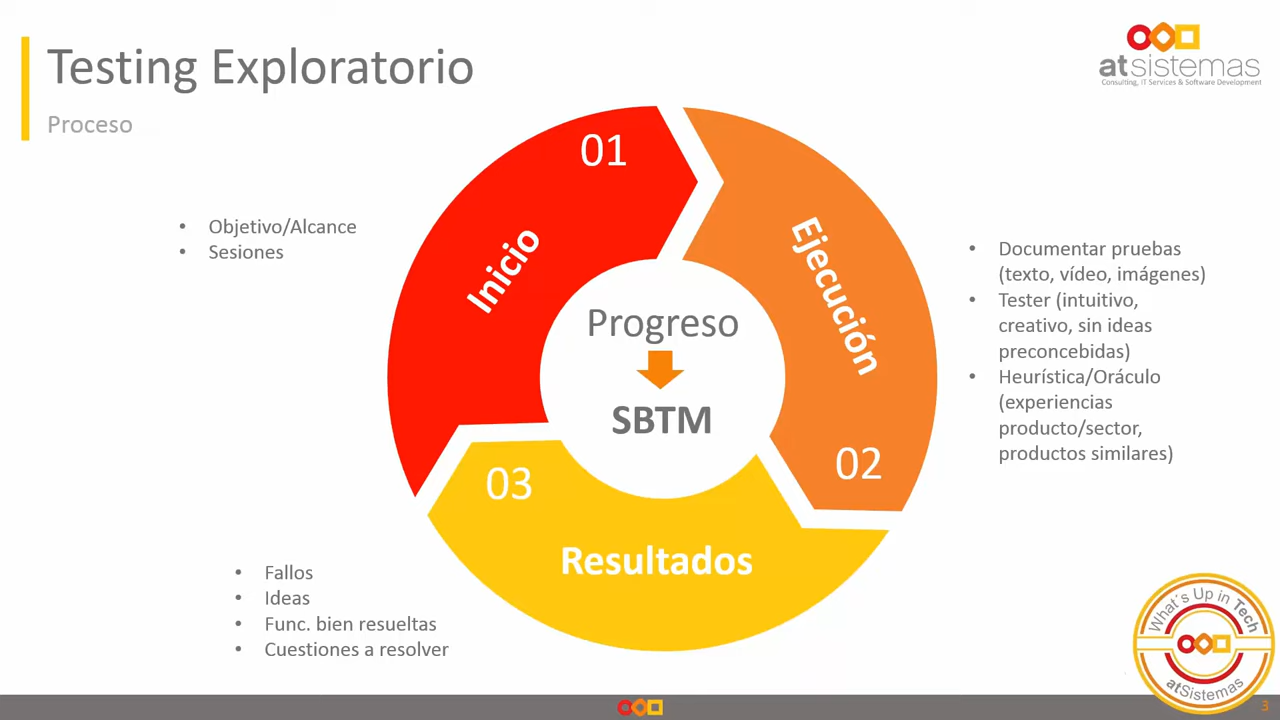 Testing Exploratorio
Proceso
atsistemas
Consulting, IT Services & Software Development
01
Inicio
• Objetivo/Alcance
• Sesiones
Ejecución
02
• Documentar pruebas
(texto, vídeo, imágenes)
• Tester (intuitivo,
creativo, sin ideas
preconcebidas)
• Heurística/Oráculo
(experiencias
producto/sector,
productos similares)
Progreso
SBTM
03
Resultados
• Fallos
• Ideas
• Func. bien resueltas
• Cuestiones a resolver
What´s Up in Tech
atSistemas
3